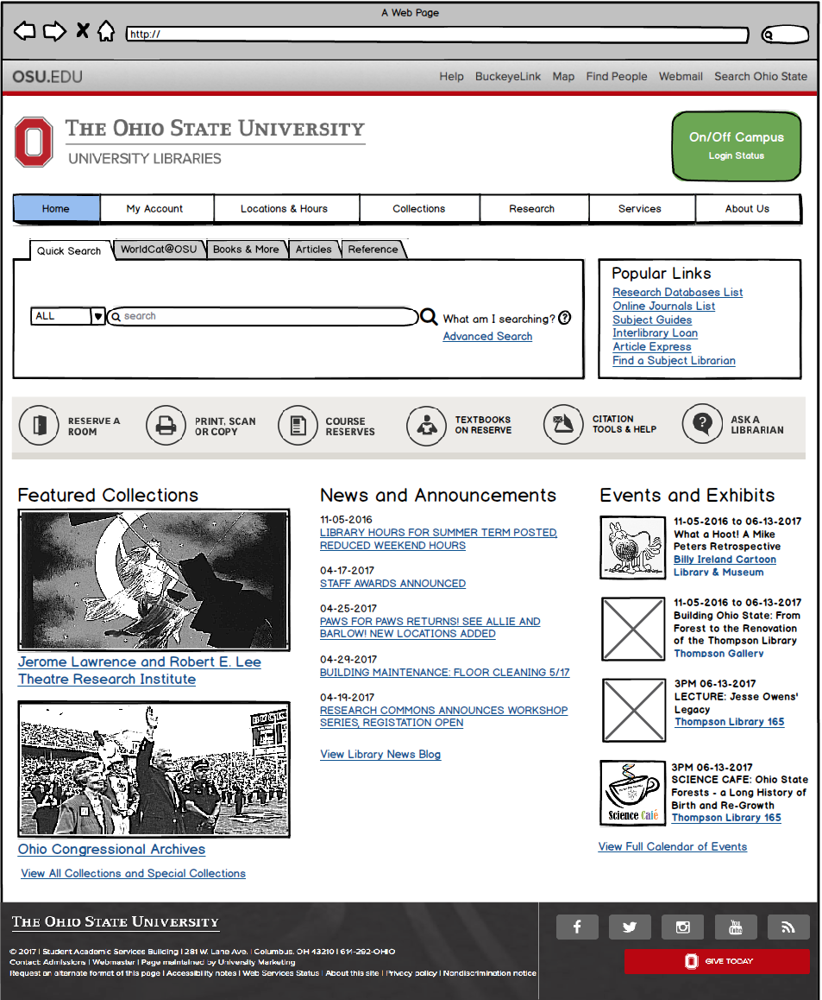 A Web Page
http://
OSU.EDU
Help BuckeyeLink Map Find People Webmail Search Ohio State
THE OHIO STATE UNIVERSITY
UNIVERSITY LIBRARIES
On/Off Campus
Login Status
Home My Account Locations & Hours Collections Research Services About Us
Quick Search WorldCat@OSU Books & More Articles Reference
ALL search What am I searching? ?
Advanced Search
Popular Links
Research Databases List
Online Journals List
Subject Guides
Interlibrary Loan
Article Express
Find a Subject Librarian
RESERVE A
ROOM
PRINT, SCAN
OR COPY
COURSE
RESERVES
TEXTBOOKS
ON RESERVE
CITATION
TOOLS & HELP
ASK A
LIBRARIAN
Featured Collections
Jerome Lawrence and Robert E. Lee
Theatre Research Institute
Ohio Congressional Archives
View All Collections and Special Collections
News and Announcements
11-05-2016
LIBRARY HOURS FOR SUMMER TERM POSTED,
REDUCED WEEKEND HOURS
04-17-2017
STAFF AWARDS ANNOUNCED
04-25-2017
PAWS FOR PAWS RETURNS! SEE ALLIE AND
BARLOW! NEW LOCATIONS ADDED
04-29-2017
BUILDING MAINTENANCE: FLOOR CLEANING 5/17
04-19-2017
RESEARCH COMMONS ANNOUNCES WORKSHOP
SERIES, REGISTATION OPEN
View Library News Blog
Events and Exhibits
11-05-2016 to 06-13-2017
What a Hoot! A Mike
Peters Retrospective
Billy Ireland Cartoon
Library & Museum
11-05-2016 to 06-13-2017
Building Ohio State: From
Forest to the Renovation
of the Thompson Library
Thompson Gallery
3PM 06-13-2017
LECTURE: Jesse Owens'
Legacy
Thompson Library 165
Science Café
3PM 06-13-2017
SCIENCE CAFE: Ohio State
Forests - a Long History of
Birth and Re-Growth
Thompson Library 165
View Full Calendar of Events
THE OHIO STATE UNIVERSITY
© 2017 | Student Academic Services Building | 281 W. Lane Ave. | Columbus, OH 43210 | 614-292-OHIO
Contact: Admissions | Webmaster | Page maintained by University Marketing
Request an alternate format of this page | Accessibility notes | Web Services Status | About this site | Privacy policy | Nondiscrimination notice
You
Tube
GIVE TODAY